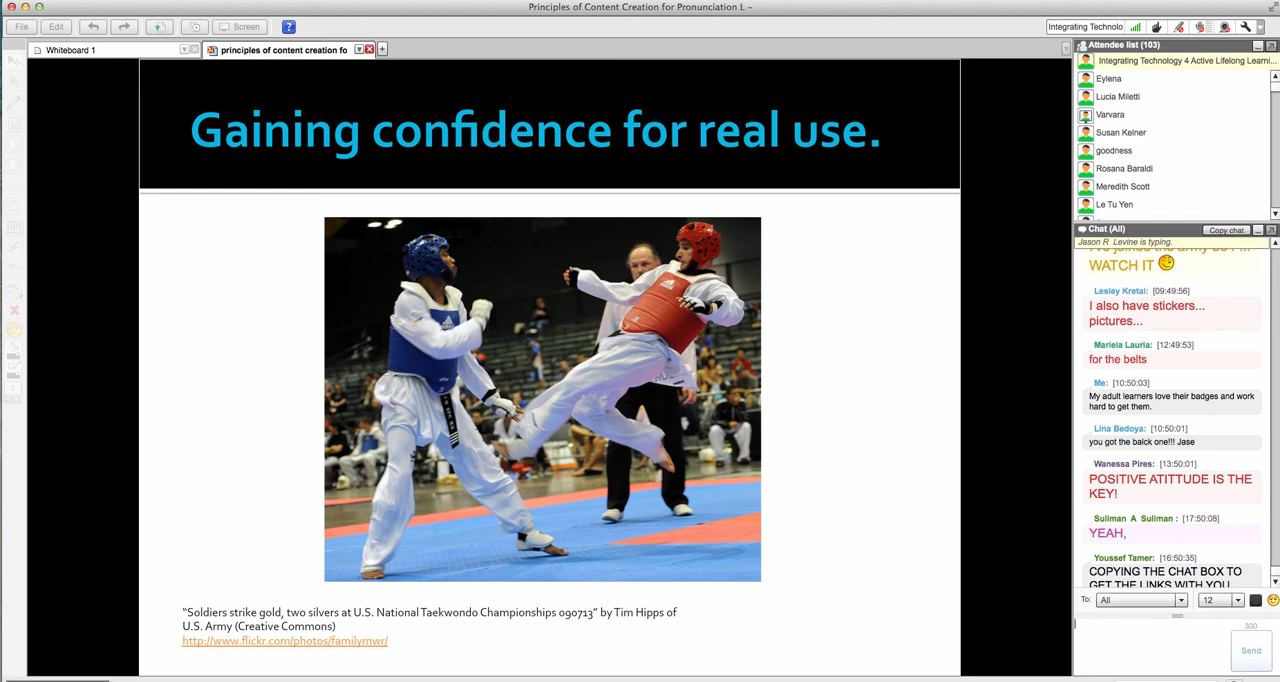 Principles of Content Creation for Pronunciation L -
File
Edit
Screen
?
Integrating Technolo
Whiteboard 1
principles of content creation fo
Attendee list (103)
Integrating Technology 4 Active Lifelong Learni...
Eylena
Lucia Miletti
Varvara
Susan Kelner
goodness
Rosana Baraldi
Meredith Scott
Le Tu Yen
Gaining confidence for real use.
"Soldiers strike gold, two silvers at U.S. National Taekwondo Championships 090713" by Tim Hipps of
U.S. Army (Creative Commons)
http://www.flickr.com/photos/familymwr/
Chat (All)
Copy chat
Jason R Levine is typing.
WATCH IT
Lesley Kretai: [09:49:56]
I also have stickers...
pictures...
Mariela Lauria: [12:49:53]
for the belts
Me: [10:50:03]
My adult learners love their badges and work
hard to get them.
Lina Bedoya: [10:50:01]
you got the balck one!!! Jase
Wanessa Pires: [13:50:01]
POSITIVE ATITTUDE IS THE
KEY!
Suliman A Suliman : [17:50:08]
YEAH,
Youssef Tamer: [16:50:35]
COPYING THE CHAT BOX TO
GET THE LINKS WITH YOU
To:
All
12
300
Send